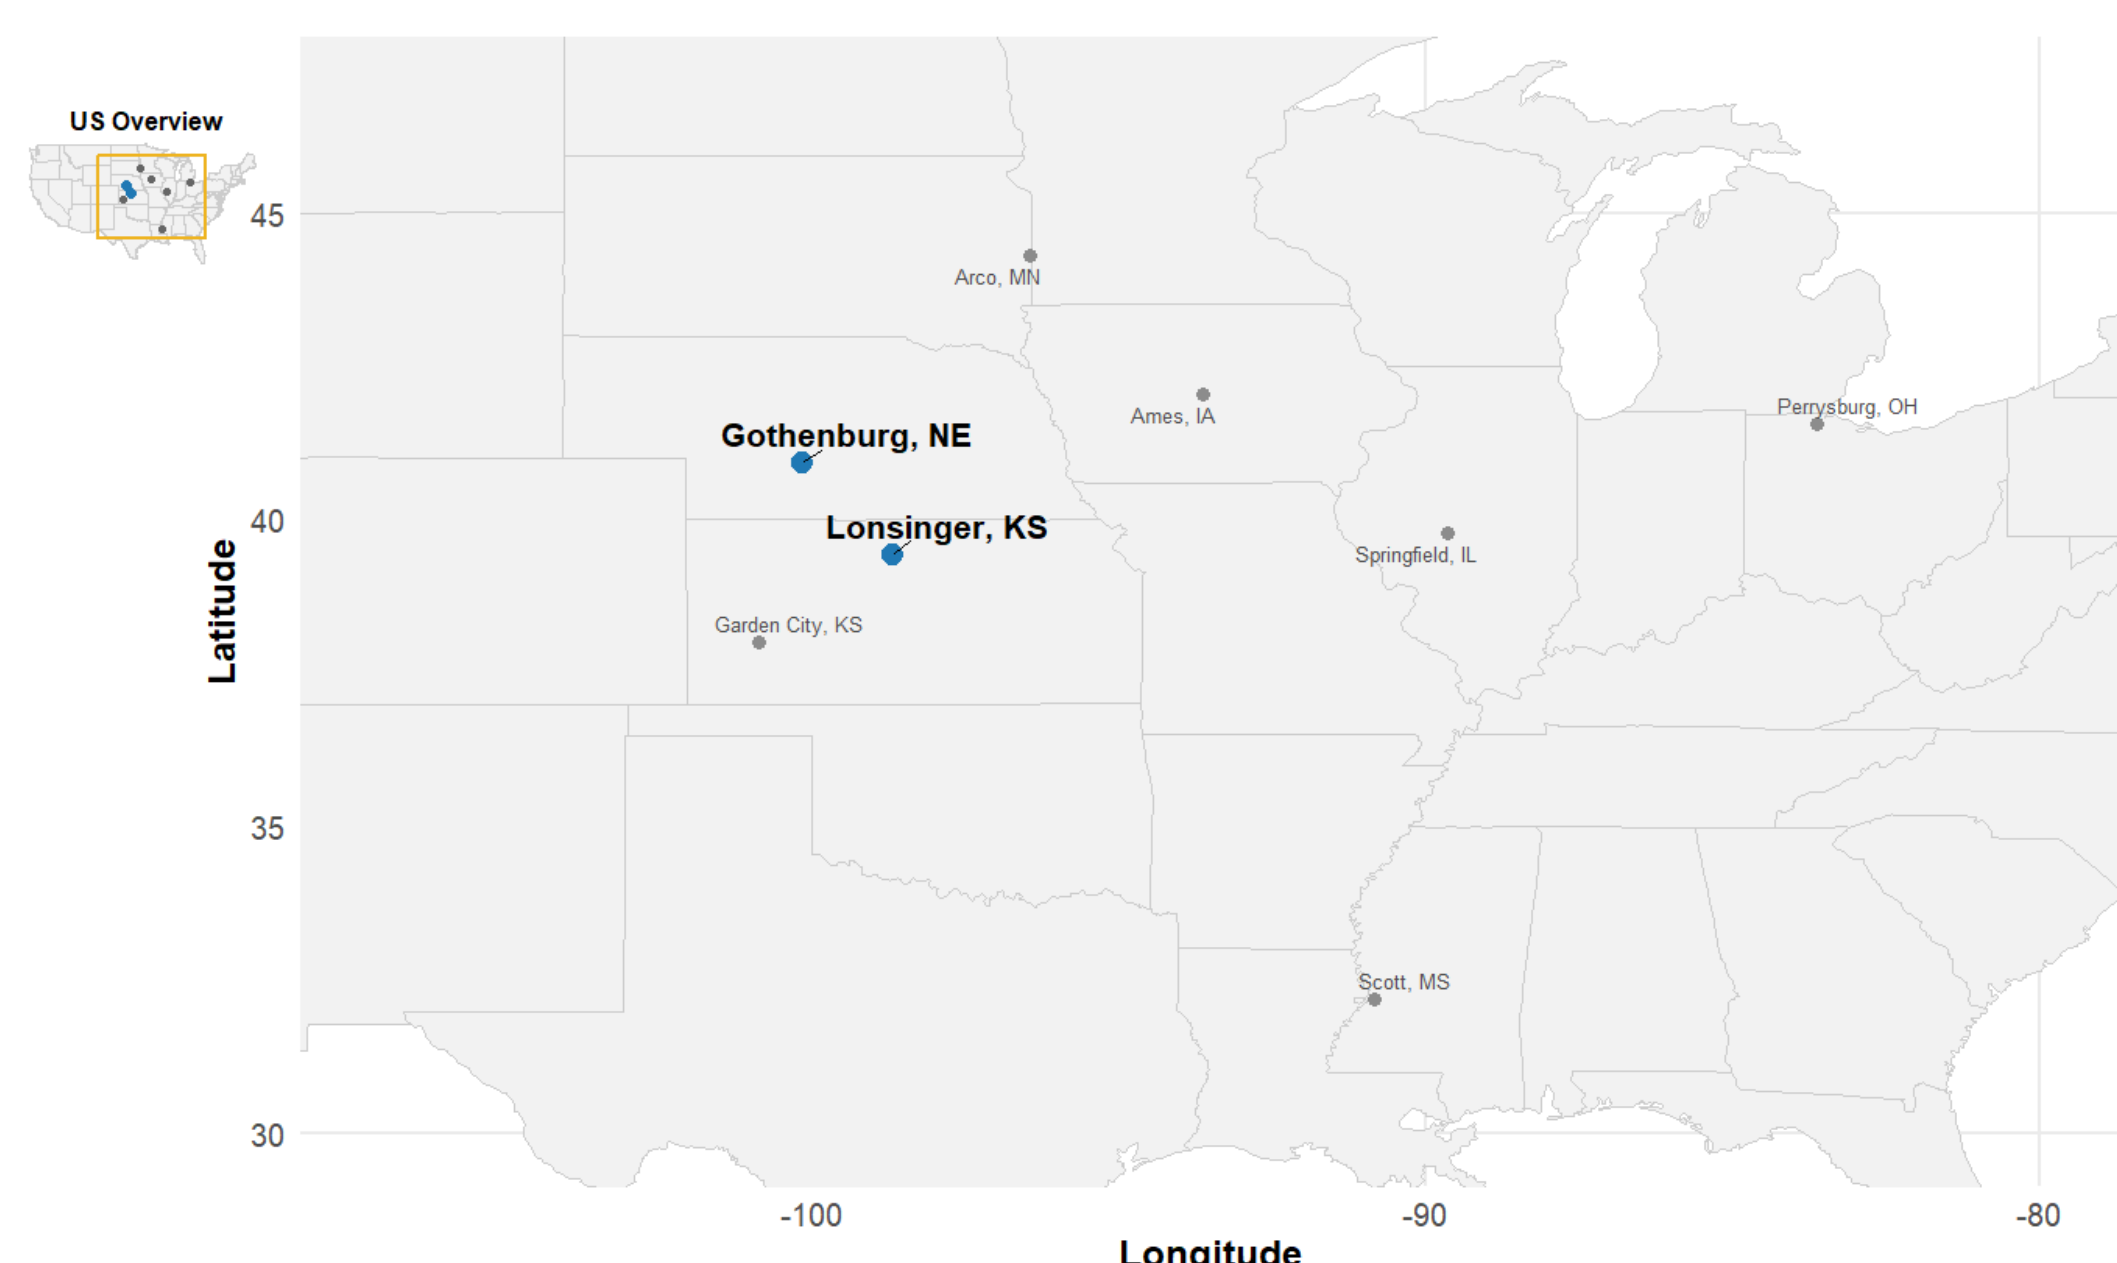 US Overview
45
Arco, MN
Ames, IA
Perrysburg, OH
Gothenburg, NE
40
Lonsinger, KS
Springfield, IL
Latitude
Garden City, KS
35
Scott, MS
30
-100
-90
-80
Longitude